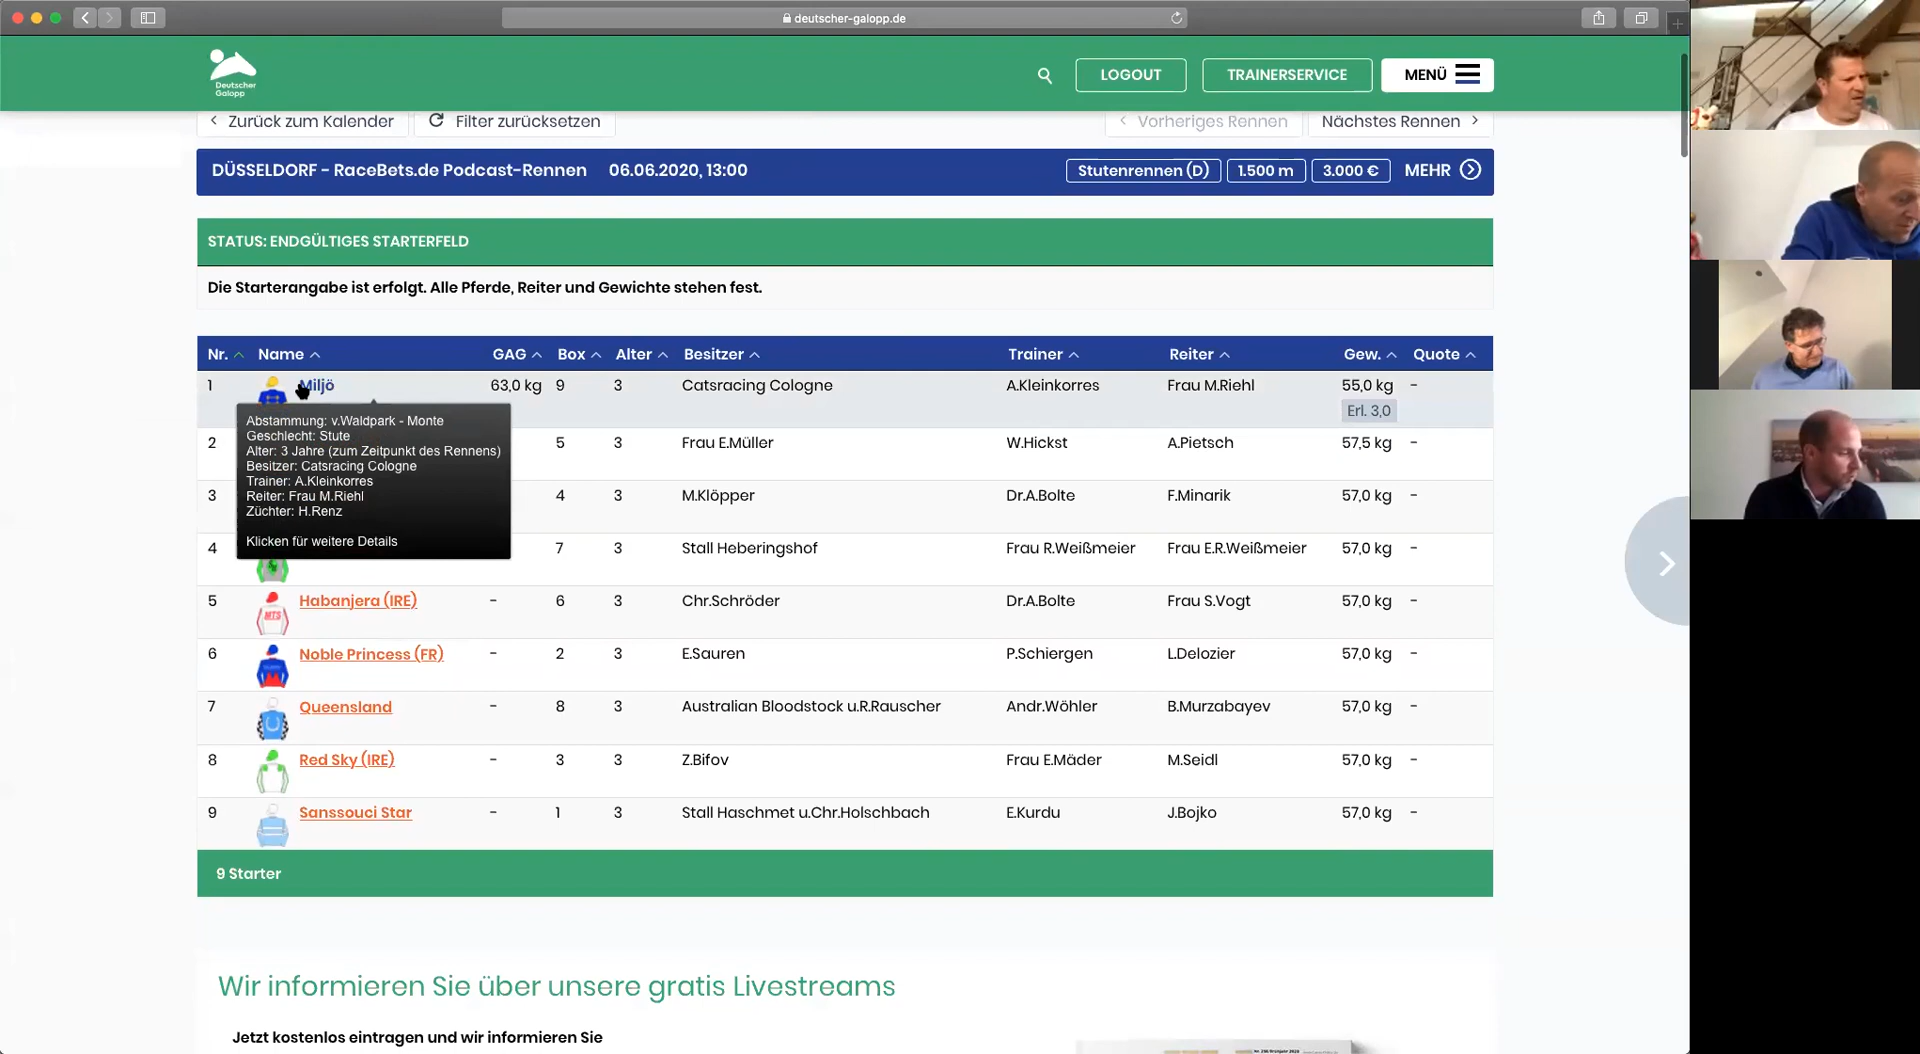 deutscher-galopp.de
Deutscher
Galopp
LOGOUT
TRAINERSERVICE
MENÜ
Zurück zum Kalender
Filter zurücksetzen
Vorheriges Rennen
Nächstes Rennen
DÜSSELDORF - RaceBets.de Podcast-Rennen 06.06.2020, 13:00 Stutenrennen (D) 1.500 m 3.000 € MEHR
STATUS: ENDGÜLTIGES STARTERFELD
Die Starterangabe ist erfolgt. Alle Pferde, Reiter und Gewichte stehen fest.
Nr. Name GAG Box Alter Besitzer Trainer Reiter Gew. Quote
1 Miljö 63,0 kg 9 3 Catsracing Cologne A.Kleinkorres Frau M.Riehl 55,0 kg -
Erl. 3,0
Abstammung: v.Waldpark - Monte
Geschlecht: Stute
Alter: 3 Jahre (zum Zeitpunkt des Rennens)
Besitzer: Catsracing Cologne
Trainer: A.Kleinkorres
Reiter: Frau M.Riehl
Züchter: H.Renz
Klicken für weitere Details
2 5 3 Frau E.Müller W.Hickst A.Pietsch 57,5 kg -
3 4 3 M.Klöpper Dr.A.Bolte F.Minarik 57,0 kg -
4 7 3 Stall Heberingshof Frau R.Weißmeier Frau E.R.Weißmeier 57,0 kg -
5 Habanjera (IRE) - 6 3 Chr.Schröder Dr.A.Bolte Frau S.Vogt 57,0 kg -
6 Noble Princess (FR) - 2 3 E.Sauren P.Schiergen L.Delozier 57,0 kg -
7 Queensland - 8 3 Australian Bloodstock u.R.Rauscher Andr.Wöhler B.Murzabayev 57,0 kg -
8 Red Sky (IRE) - 3 3 Z.Bifov Frau E.Mäder M.Seidl 57,0 kg -
9 Sanssouci Star - 1 3 Stall Haschmet u.Chr.Holschbach E.Kurdu J.Bojko 57,0 kg -
9 Starter
Wir informieren Sie über unsere gratis Livestreams
Jetzt kostenlos eintragen und wir informieren Sie